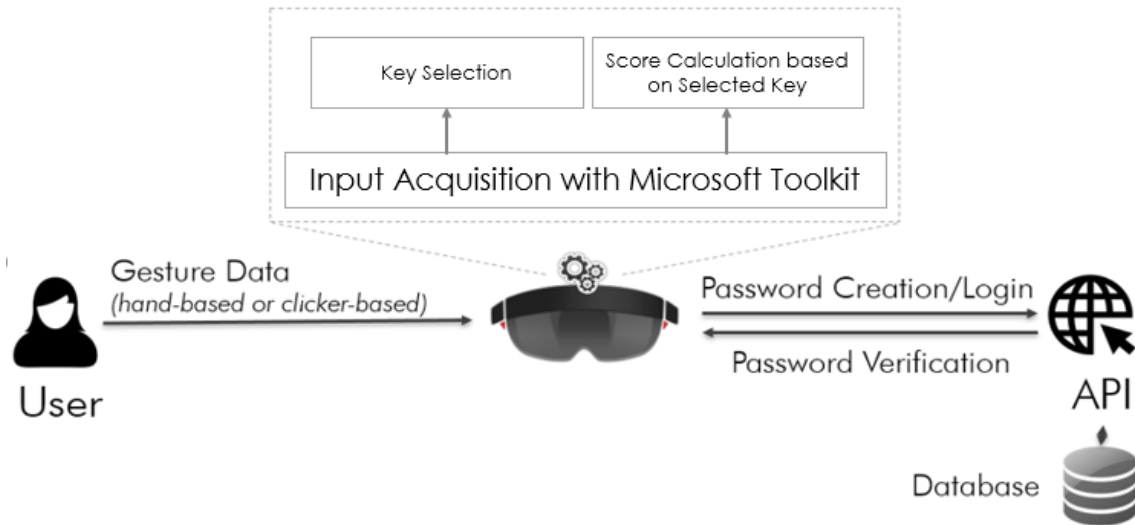 Key Selection
Score Calculation based
on Selected Key
Input Acquisition with Microsoft Toolkit
Gesture Data
(hand-based or clicker-based)
Password Creation/Login
Password Verification
User
API
Database